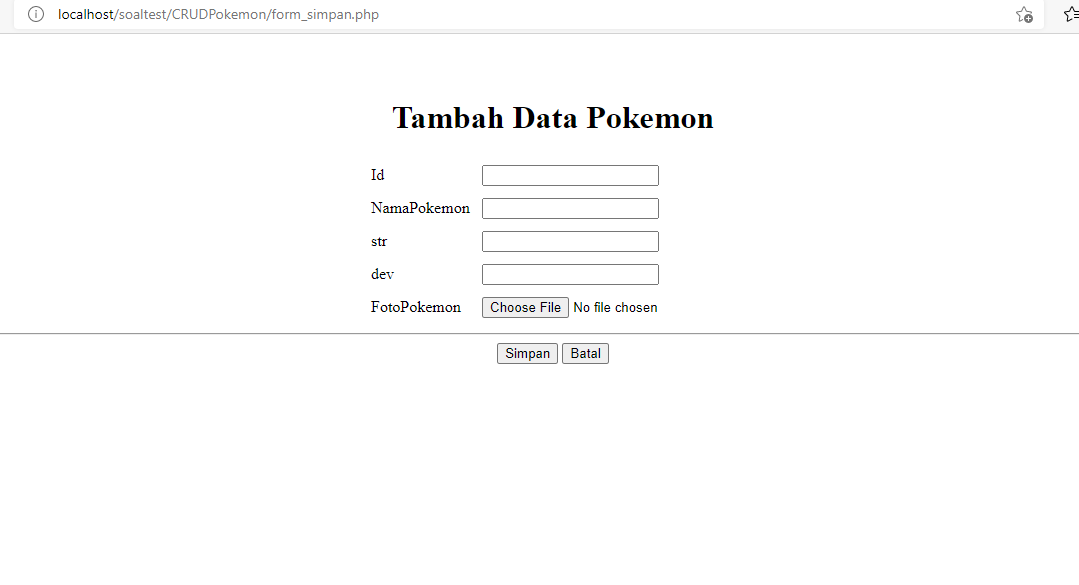 localhost/soaltest/CRUDPokemon/form_simpan.php
Tambah Data Pokemon
Id
NamaPokemon
str
dev
FotoPokemon Choose File No file chosen
Simpan Batal